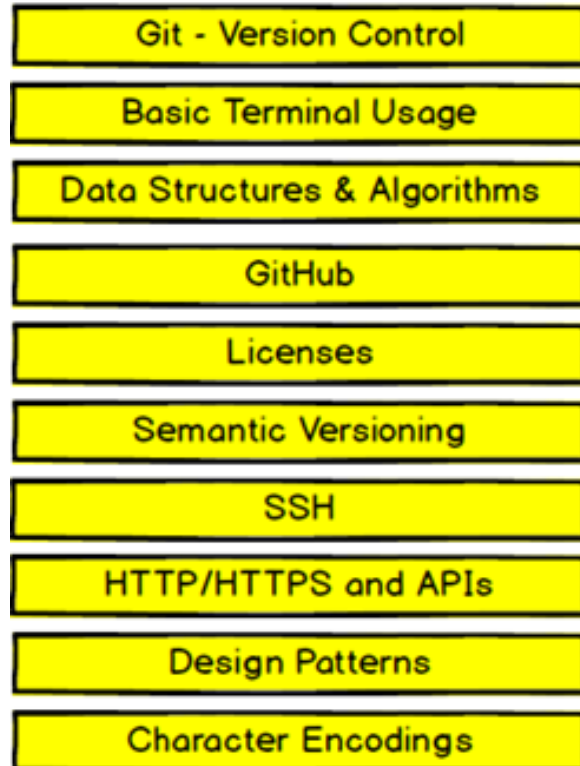 Git - Version Control
Basic Terminal Usage
Data Structures & Algorithms
GitHub
Licenses
Semantic Versioning
SSH
HTTP/HTTPS and APIs
Design Patterns
Character Encodings